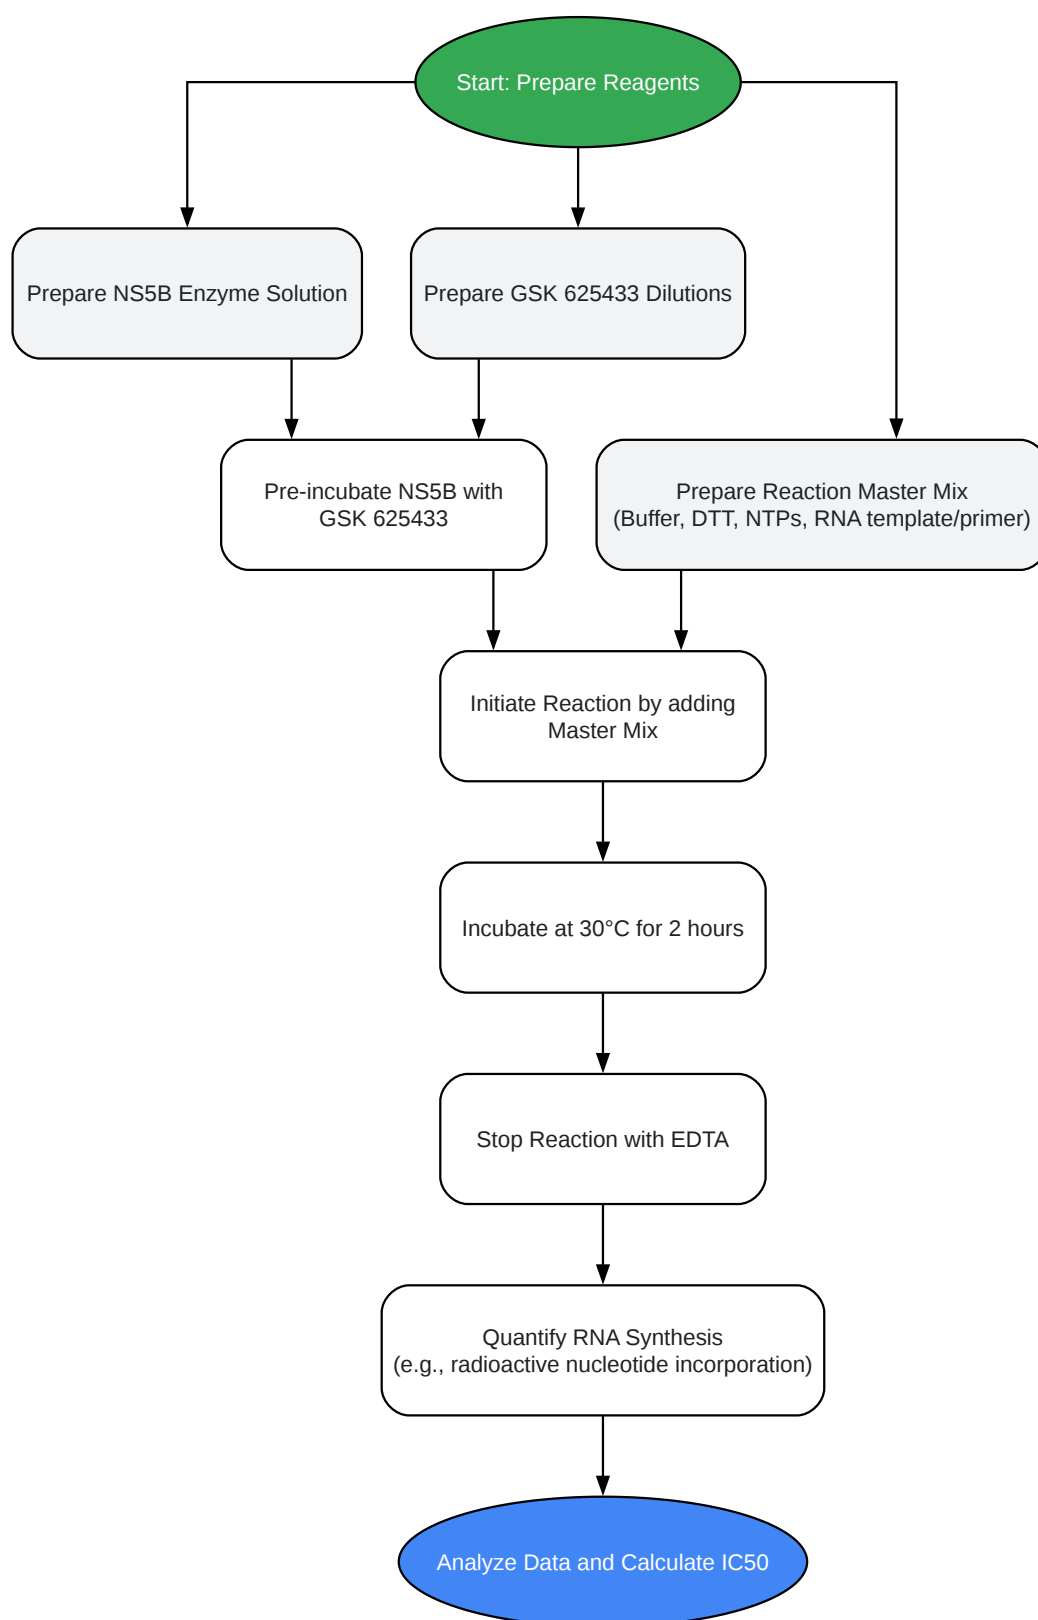 Start: Prepare Reagents
Prepare NS5B Enzyme Solution
Prepare GSK 625433 Dilutions
Pre-incubate NS5B with
GSK 625433
Prepare Reaction Master Mix
(Buffer, DTT, NTPs, RNA template/primer)
Initiate Reaction by adding
Master Mix
Incubate at 30°C for 2 hours
Stop Reaction with EDTA
Quantify RNA Synthesis
(e.g., radioactive nucleotide incorporation)
Analyze Data and Calculate IC50